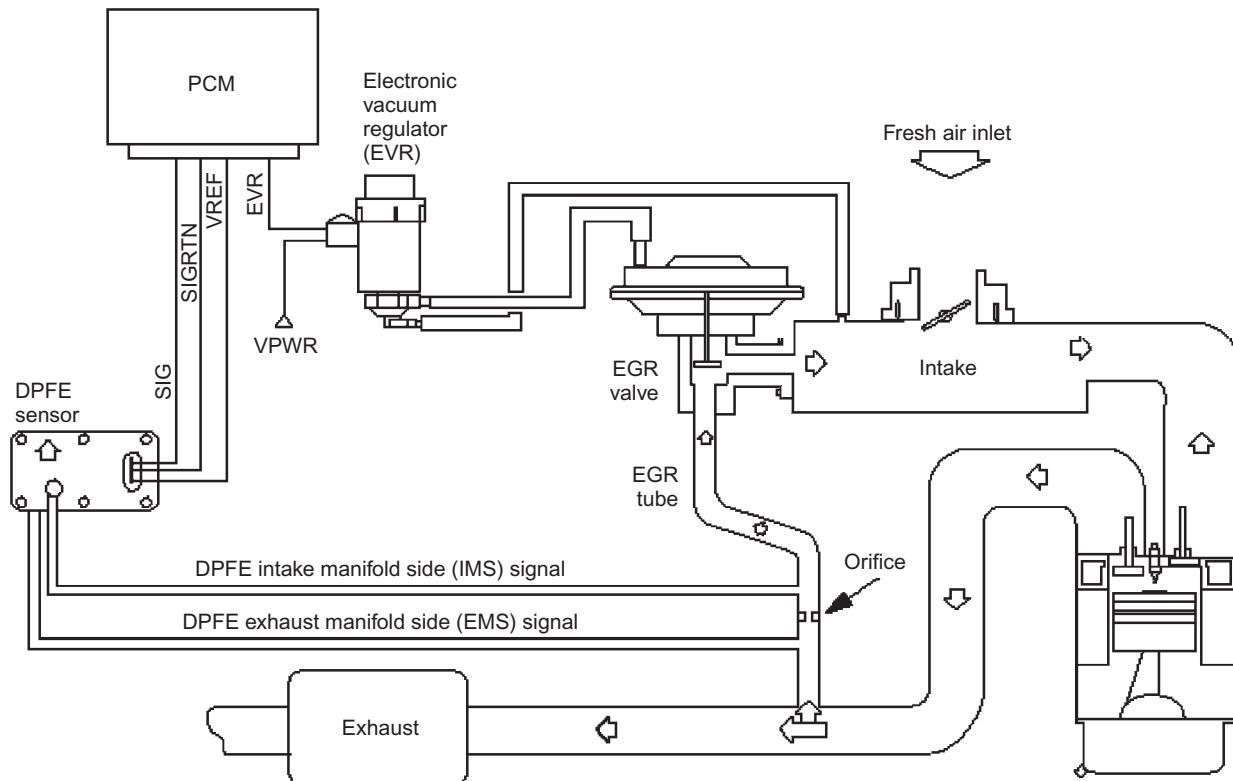 PCM
Electronic
vacuum
regulator
(EVR)
Fresh air inlet
SIG
SIGRTN
VREF
EVR
VPWR
DPFE
sensor
EGR
valve
Intake
EGR
tube
Orifice
DPFE intake manifold side (IMS) signal
DPFE exhaust manifold side (EMS) signal
Exhaust